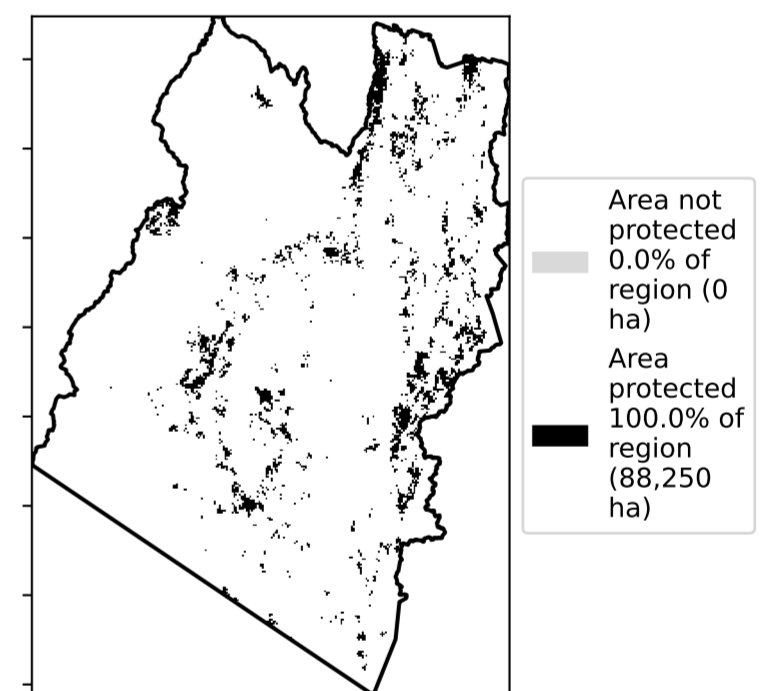 Area not
protected
0.0% of
region (0
ha)
Area
protected
100.0% of
region
(88,250
ha)